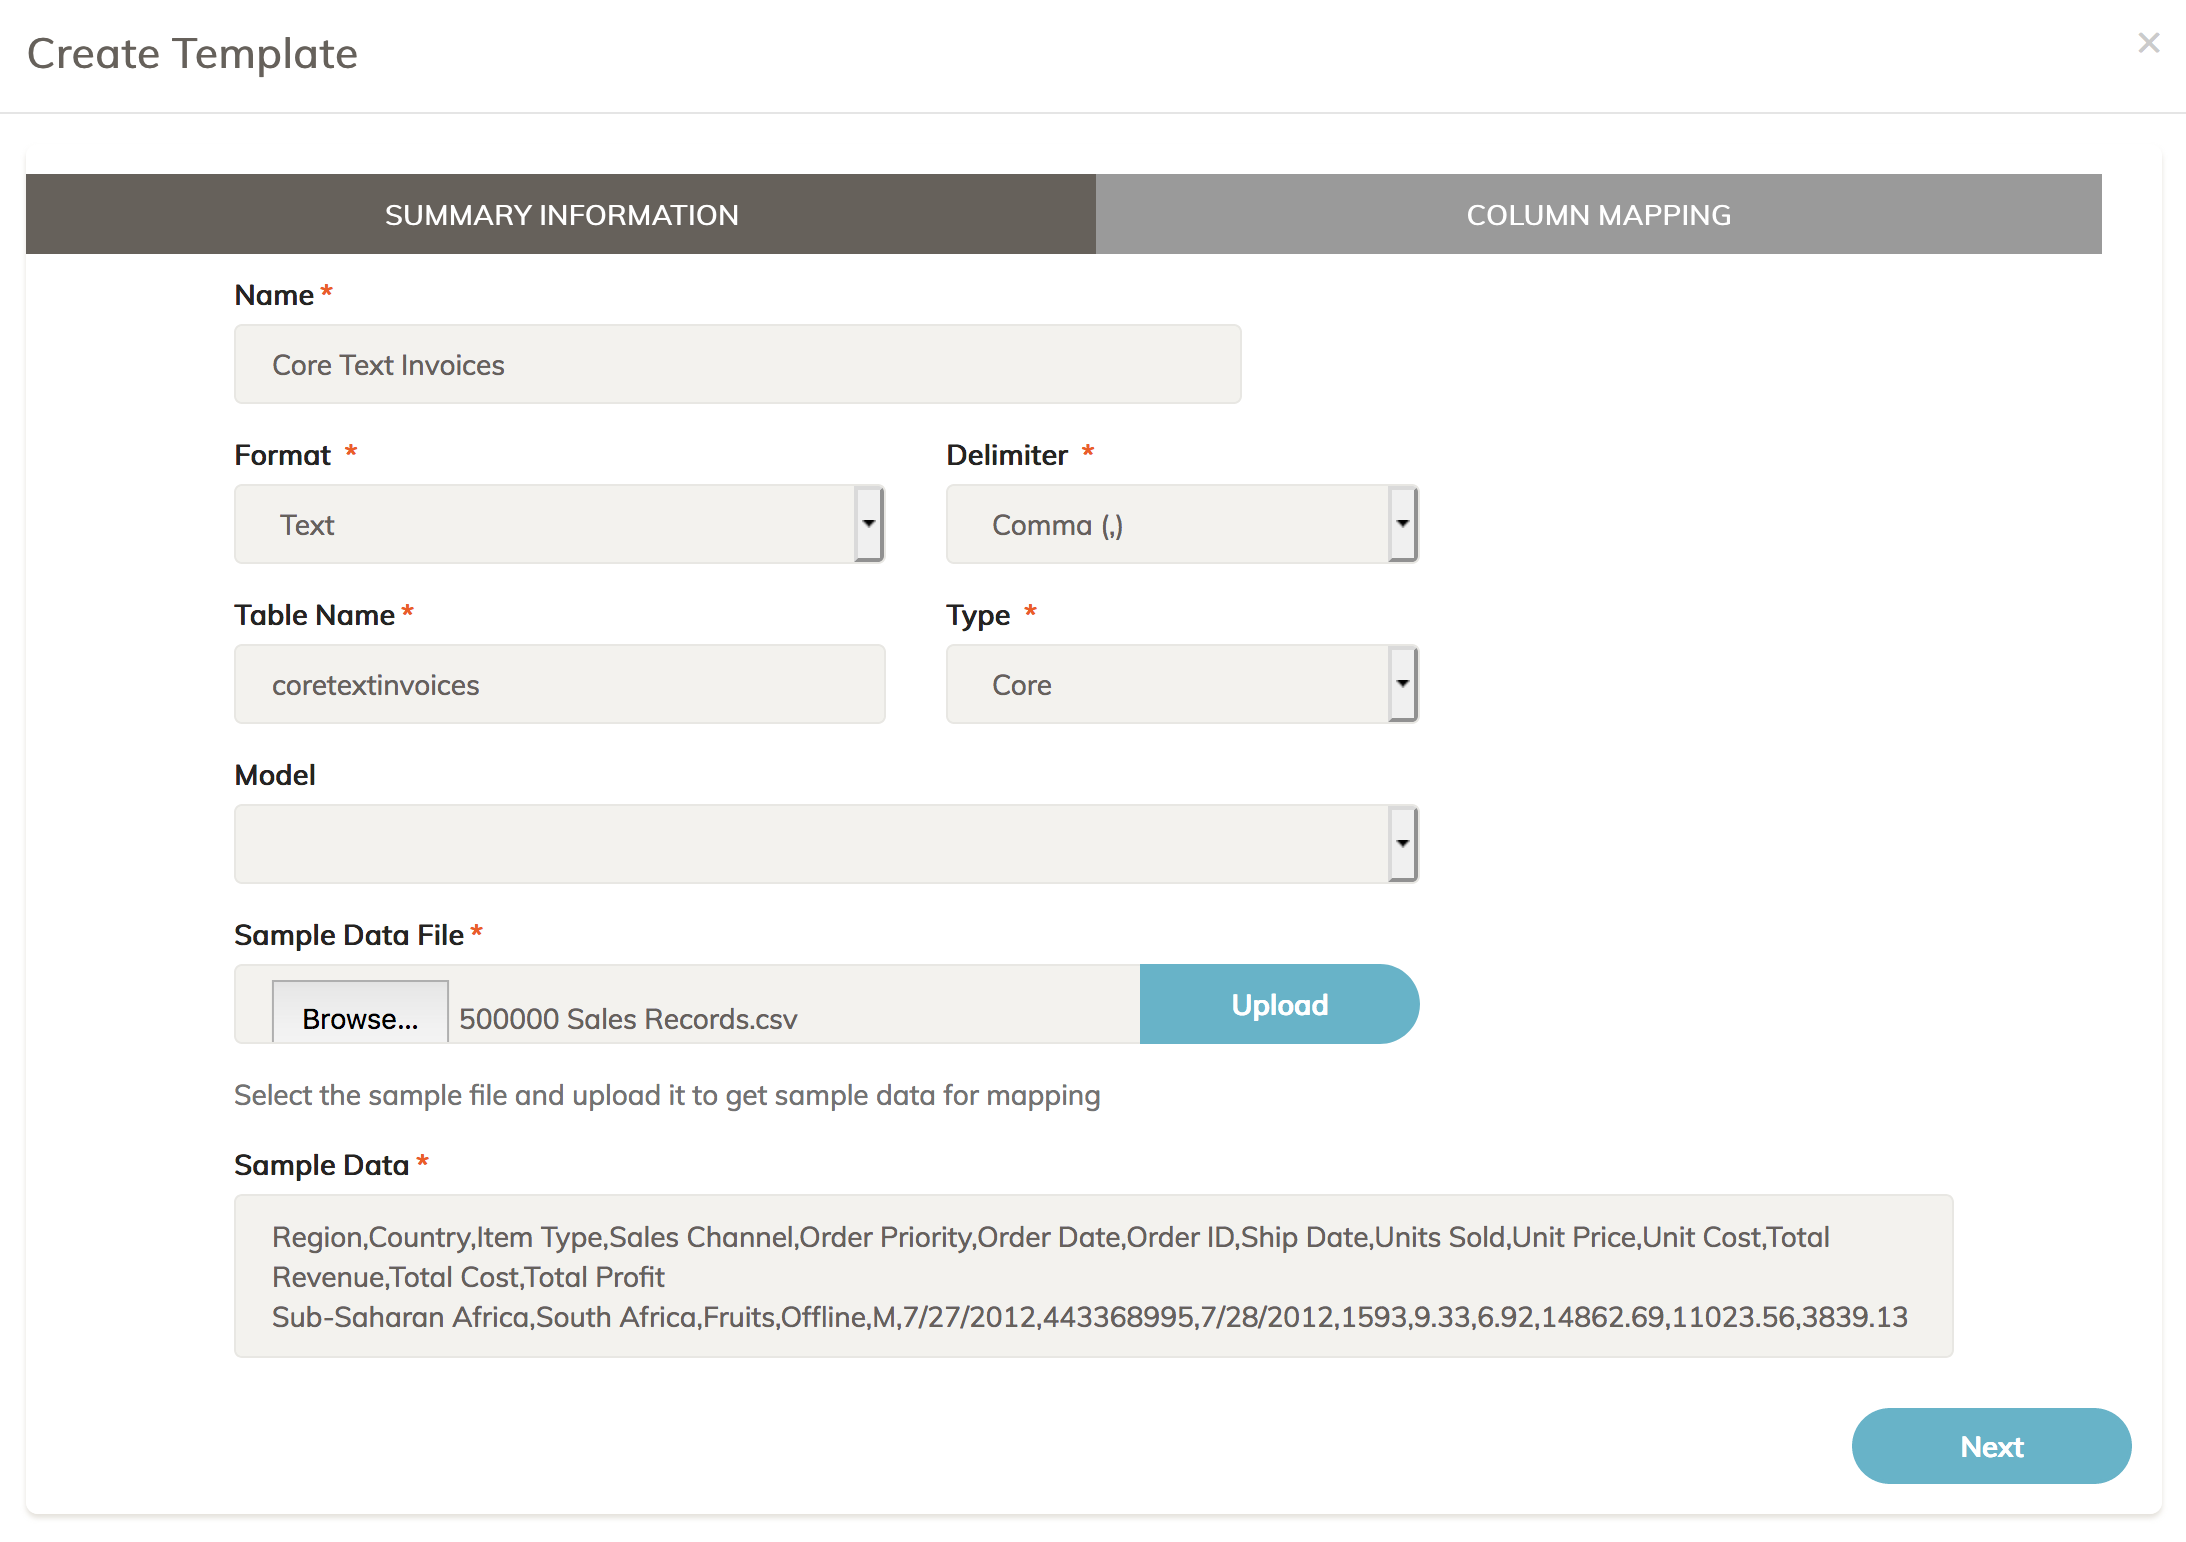 Create Template
×
SUMMARY INFORMATION
COLUMN MAPPING
Name *
Core Text Invoices
Format *
Delimiter *
Text
Comma (,)
Table Name *
Type *
coretextinvoices
Core
Model
Sample Data File *
Browse... 500000 Sales Records.csv
Upload
Select the sample file and upload it to get sample data for mapping
Sample Data *
Region,Country,Item Type,Sales Channel,Order Priority,Order Date,Order ID,Ship Date,Units Sold,Unit Price,Unit Cost,Total
Revenue,Total Cost,Total Profit
Sub-Saharan Africa,South Africa,Fruits,Offline,M,7/27/2012,443368995,7/28/2012,1593,9.33,6.92,14862.69,11023.56,3839.13
Next